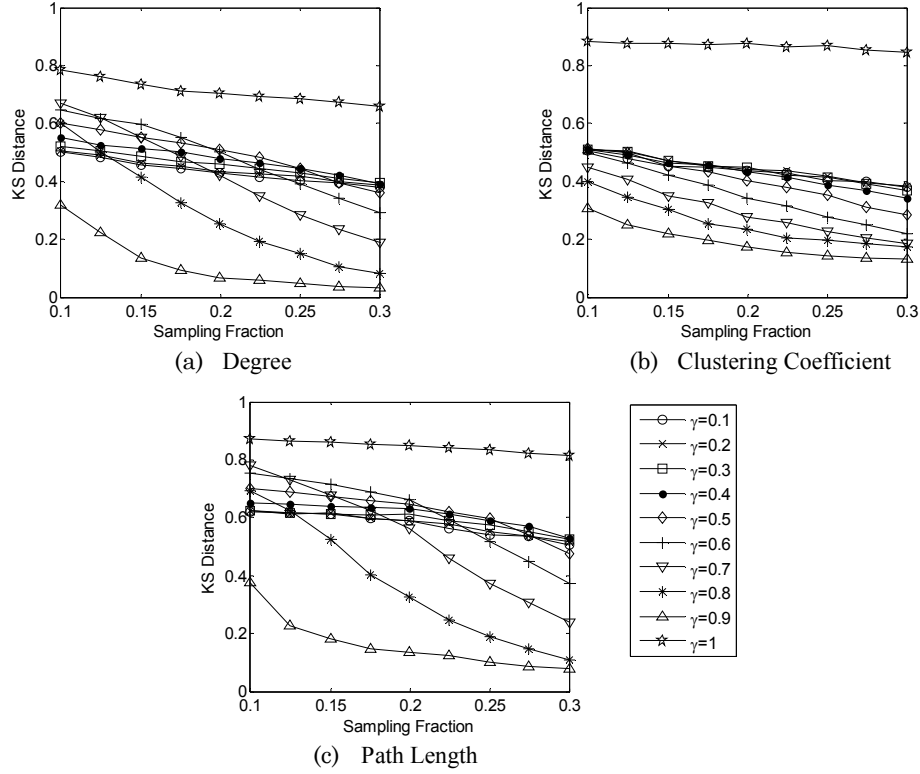 1
0.8
0.6
0.4
0.2
0
KS Distance
0.1 0.15 0.2 0.25 0.3
Sampling Fraction
(a) Degree
1
0.8
0.6
0.4
0.2
0
KS Distance
0.1 0.15 0.2 0.25 0.3
Sampling Fraction
(b) Clustering Coefficient
1
0.8
0.6
0.4
0.2
0
KS Distance
0.1 0.15 0.2 0.25 0.3
Sampling Fraction
(c) Path Length
γ=0.1
γ=0.2
γ=0.3
γ=0.4
γ=0.5
γ=0.6
γ=0.7
γ=0.8
γ=0.9
γ=1